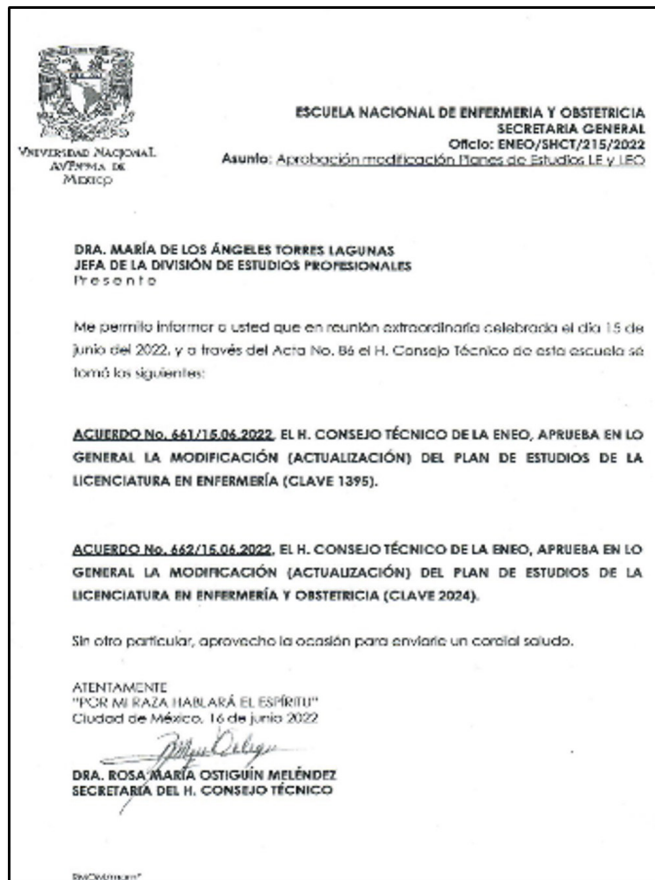 VNIVERSIDAD NACIONAL
AVTNMA DE
MEXICO
ESCUELA NACIONAL DE ENFERMERIA Y OBSTETRICIA
SECRETARIA GENERAL
Oficio: ENEO/SHCT/215/2022
Asunto: Aprobación modificación Planes de Estudios LE y LEO
DRA. MARÍA DE LOS ÁNGELES TORRES LAGUNAS
JEFA DE LA DIVISIÓN DE ESTUDIOS PROFESIONALES
Presente
Me permito informar a usted que en reunión extraordinaria celebrada el día 15 de
junio del 2022, y a través del Acta No. 86 el H. Consejo Técnico de esta escuela se
tomó los siguientes:
ACUERDO No. 661/15.06.2022, EL H. CONSEJO TÉCNICO DE LA ENEO, APRUEBA EN LO
GENERAL LA MODIFICACIÓN (ACTUALIZACIÓN) DEL PLAN DE ESTUDIOS DE LA
LICENCIATURA EN ENFERMERÍA (CLAVE 1395).
ACUERDO No. 662/15.06.2022, EL H. CONSEJO TÉCNICO DE LA ENEO, APRUEBA EN LO
GENERAL LA MODIFICACIÓN (ACTUALIZACIÓN) DEL PLAN DE ESTUDIOS DE LA
LICENCIATURA EN ENFERMERÍA Y OBSTETRICIA (CLAVE 2024).
Sin otro particular, aprovecho la ocasión para enviarle un cordial saludo.
ATENTAMENTE
"POR MI RAZA HABLARÁ EL ESPÍRITU"
Ciudad de México, 16 de junio 2022
DRA. ROSA MARÍA OSTIGUÍN MELÉNDEZ
SECRETARIA DEL H. CONSEJO TÉCNICO